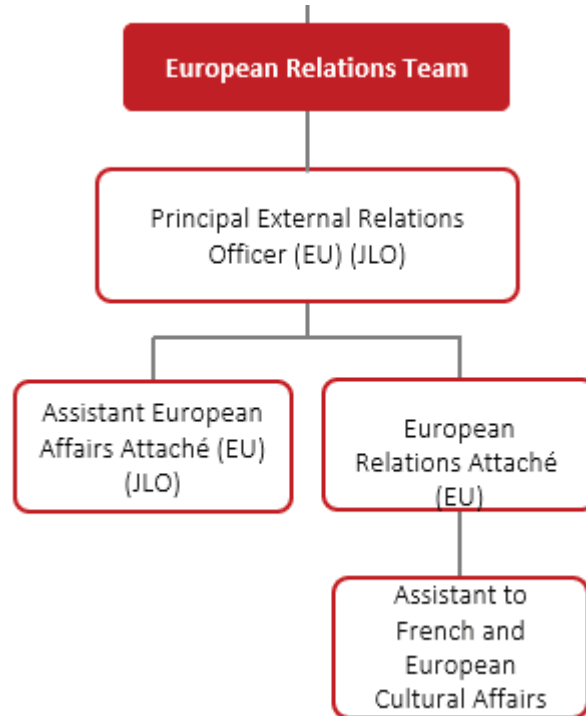 European Relations Team
Principal External Relations
Officer (EU) (JLO)
Assistant European
Affairs Attaché (EU)
(JLO)
European
Relations Attaché
(EU)
Assistant to
French and
European
Cultural Affairs